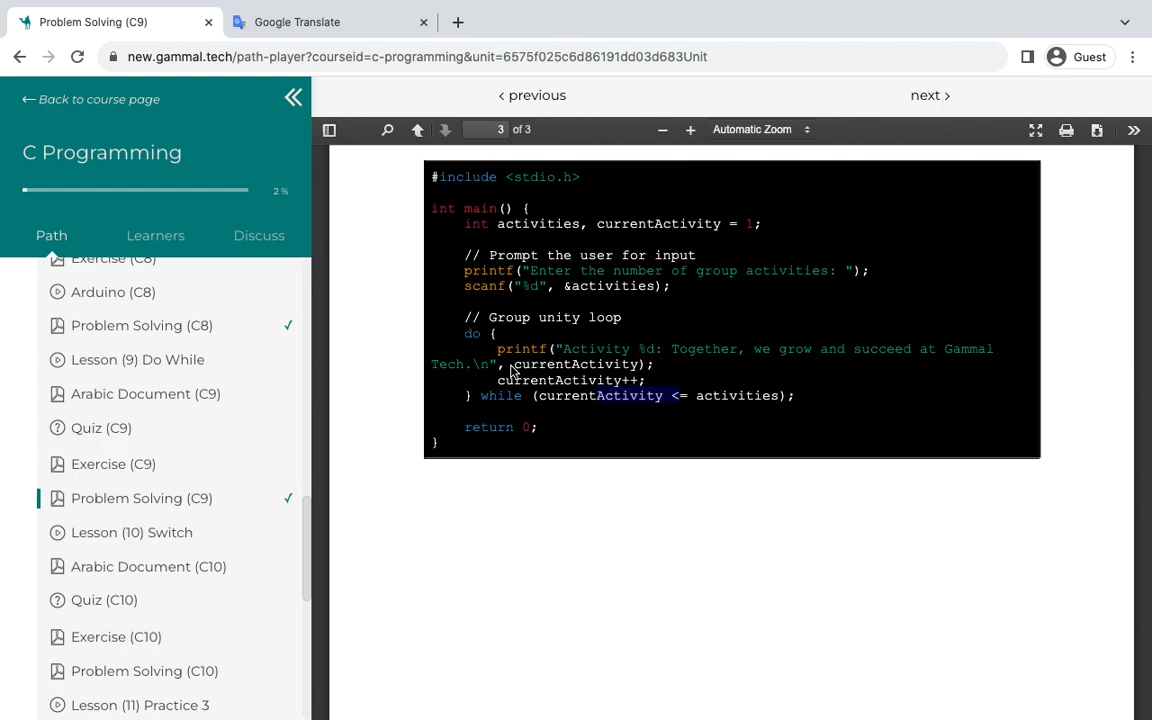 Problem Solving (C9)
Google Translate
new.gammal.tech/path-player?courseid=c-programming&unit=6575f025c6d86191dd03d683Unit
Guest
← Back to course page
C Programming
2 %
Path Learners Discuss
Exercise (C8)
Arduino (C8)
Problem Solving (C8)
Lesson (9) Do While
Arabic Document (C9)
Quiz (C9)
Exercise (C9)
Problem Solving (C9)
Lesson (10) Switch
Arabic Document (C10)
Quiz (C10)
Exercise (C10)
Problem Solving (C10)
Lesson (11) Practice 3
‹ previous next ›
3 of 3 Automatic Zoom
#include <stdio.h>
int main() {
int activities, currentActivity = 1;
// Prompt the user for input
printf("Enter the number of group activities: ");
scanf("%d", &activities);
// Group unity loop
do {
printf("Activity %d: Together, we grow and succeed at Gammal
Tech.\n", currentActivity);
currentActivity++;
} while (currentActivity <= activities);
return 0;
}